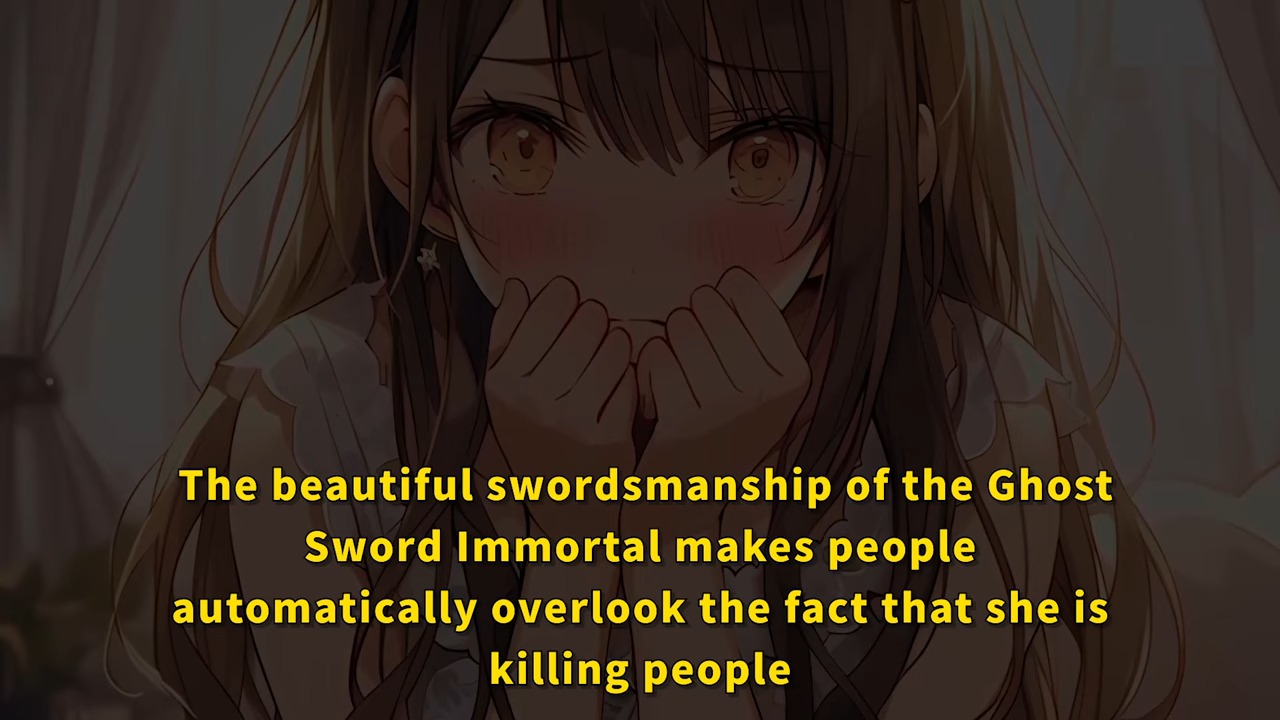 The beautiful swordsmanship of the Ghost
Sword Immortal makes people
automatically overlook the fact that she is
killing people